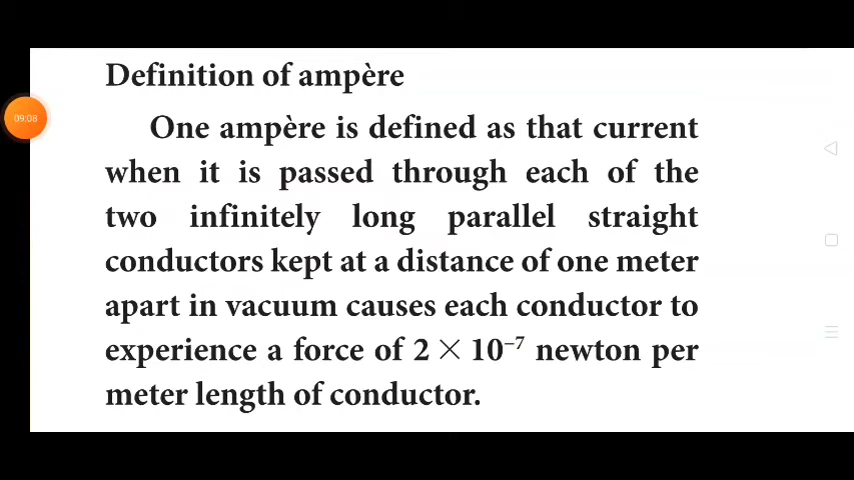 Definition of ampère
09:08
One ampère is defined as that current
when it is passed through each of the
two infinitely long parallel straight
conductors kept at a distance of one meter
apart in vacuum causes each conductor to
experience a force of 2 × 10⁻⁷ newton per
meter length of conductor.